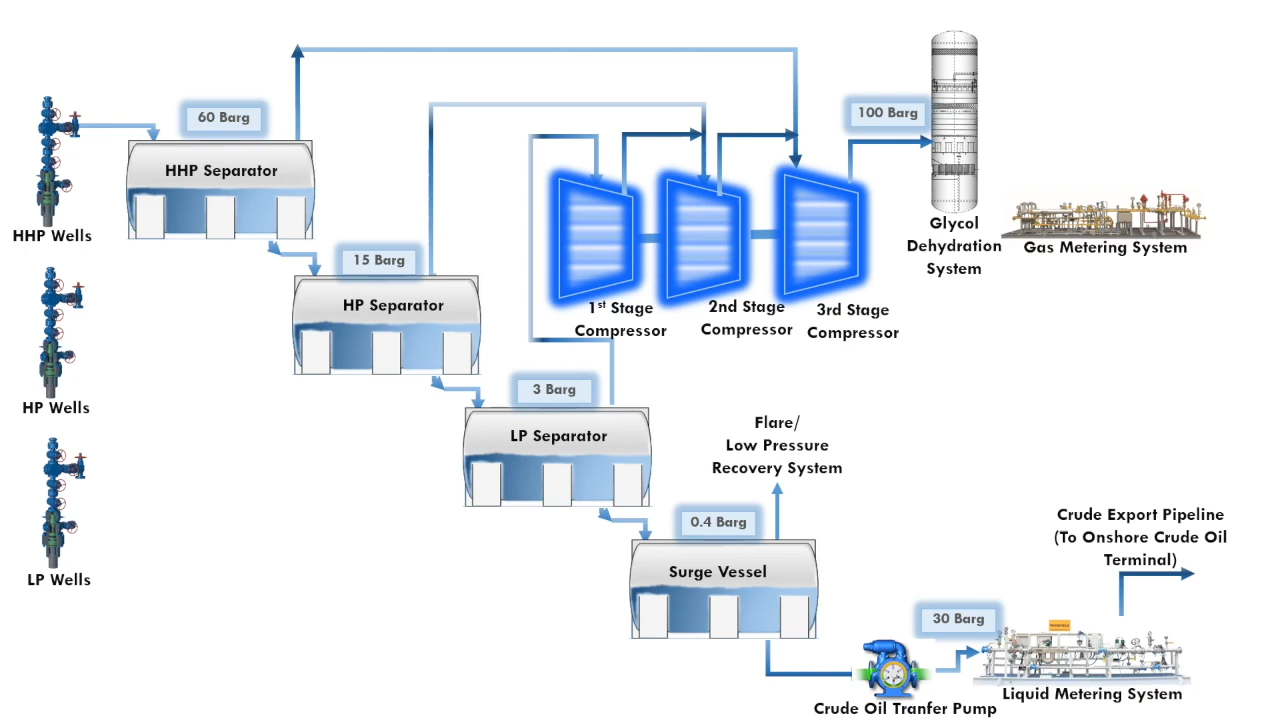 60 Barg
HHP Separator
HHP Wells
15 Barg
HP Separator
HP Wells
3 Barg
LP Separator
LP Wells
0.4 Barg
Surge Vessel
Flare/
Low Pressure
Recovery System
1st Stage
Compressor
2nd Stage
Compressor
3rd Stage
Compressor
100 Barg
Glycol
Dehydration
System
Gas Metering System
Crude Export Pipeline
(To Onshore Crude Oil
Terminal)
30 Barg
Liquid Metering System
Crude Oil Tranfer Pump